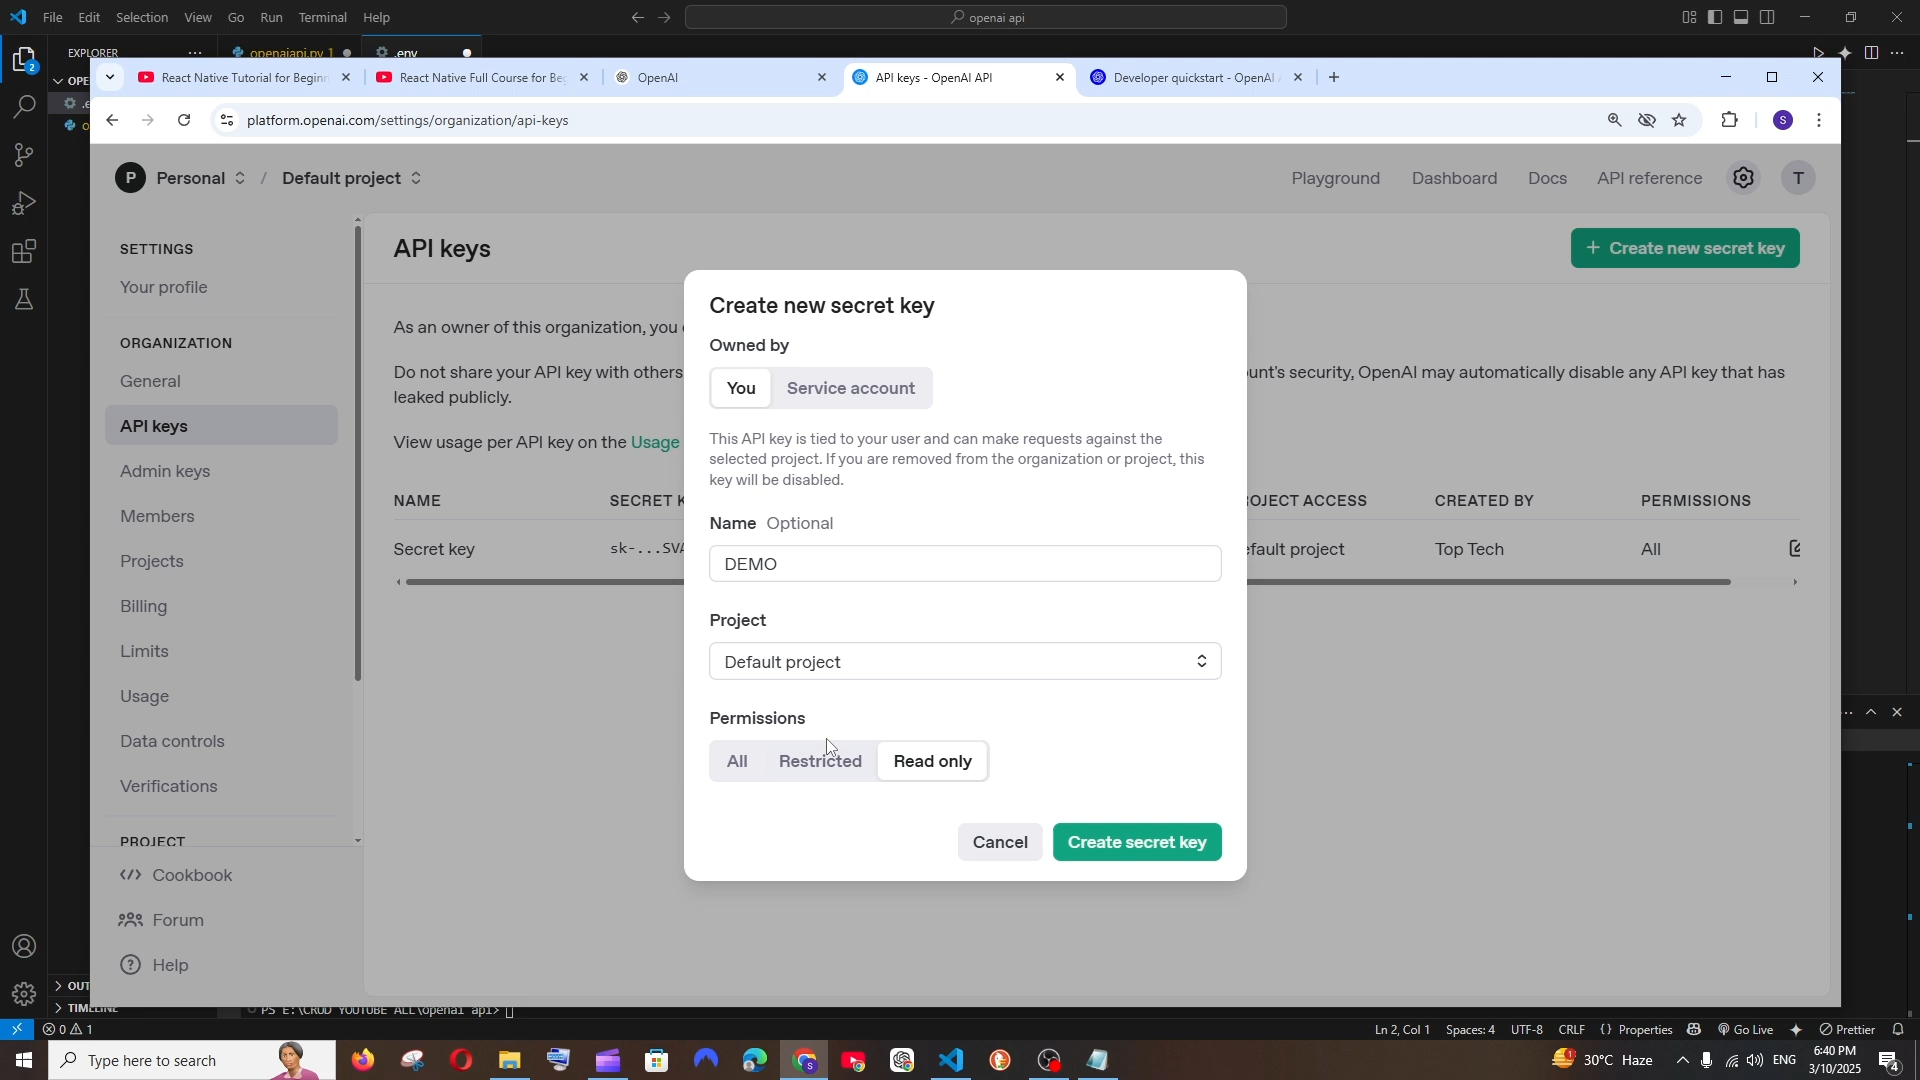 File Edit Selection View Go Run Terminal Help
openai api
EXPLORER
openaiapi.py 1
.env
React Native Tutorial for Beginn
React Native Full Course for Be
OpenAI
API keys - OpenAI API
Developer quickstart - OpenAI
platform.openai.com/settings/organization/api-keys
S
P Personal / Default project
Playground Dashboard Docs API reference T
SETTINGS
Your profile
ORGANIZATION
General
API keys
Admin keys
Members
Projects
Billing
Limits
Usage
Data controls
Verifications
PROJECT
Cookbook
Forum
Help
API keys
+ Create new secret key
As an owner of this organization, you
Do not share your API key with others
unt's security, OpenAI may automatically disable any API key that has
leaked publicly.
View usage per API key on the Usage
NAME SECRET K
OJECT ACCESS CREATED BY PERMISSIONS
Secret key sk-...SVA
efault project Top Tech All
Create new secret key
Owned by
You Service account
This API key is tied to your user and can make requests against the
selected project. If you are removed from the organization or project, this
key will be disabled.
Name Optional
DEMO
Project
Default project
Permissions
All Restricted Read only
Cancel Create secret key
OUT
TIMELINE
PS E:\CRUD YOUTUBE ALL\openai api>
0 1
Ln 2, Col 1 Spaces: 4 UTF-8 CRLF {} Properties Go Live Prettier
Type here to search
30°C Haze
ENG
6:40 PM
3/10/2025
4